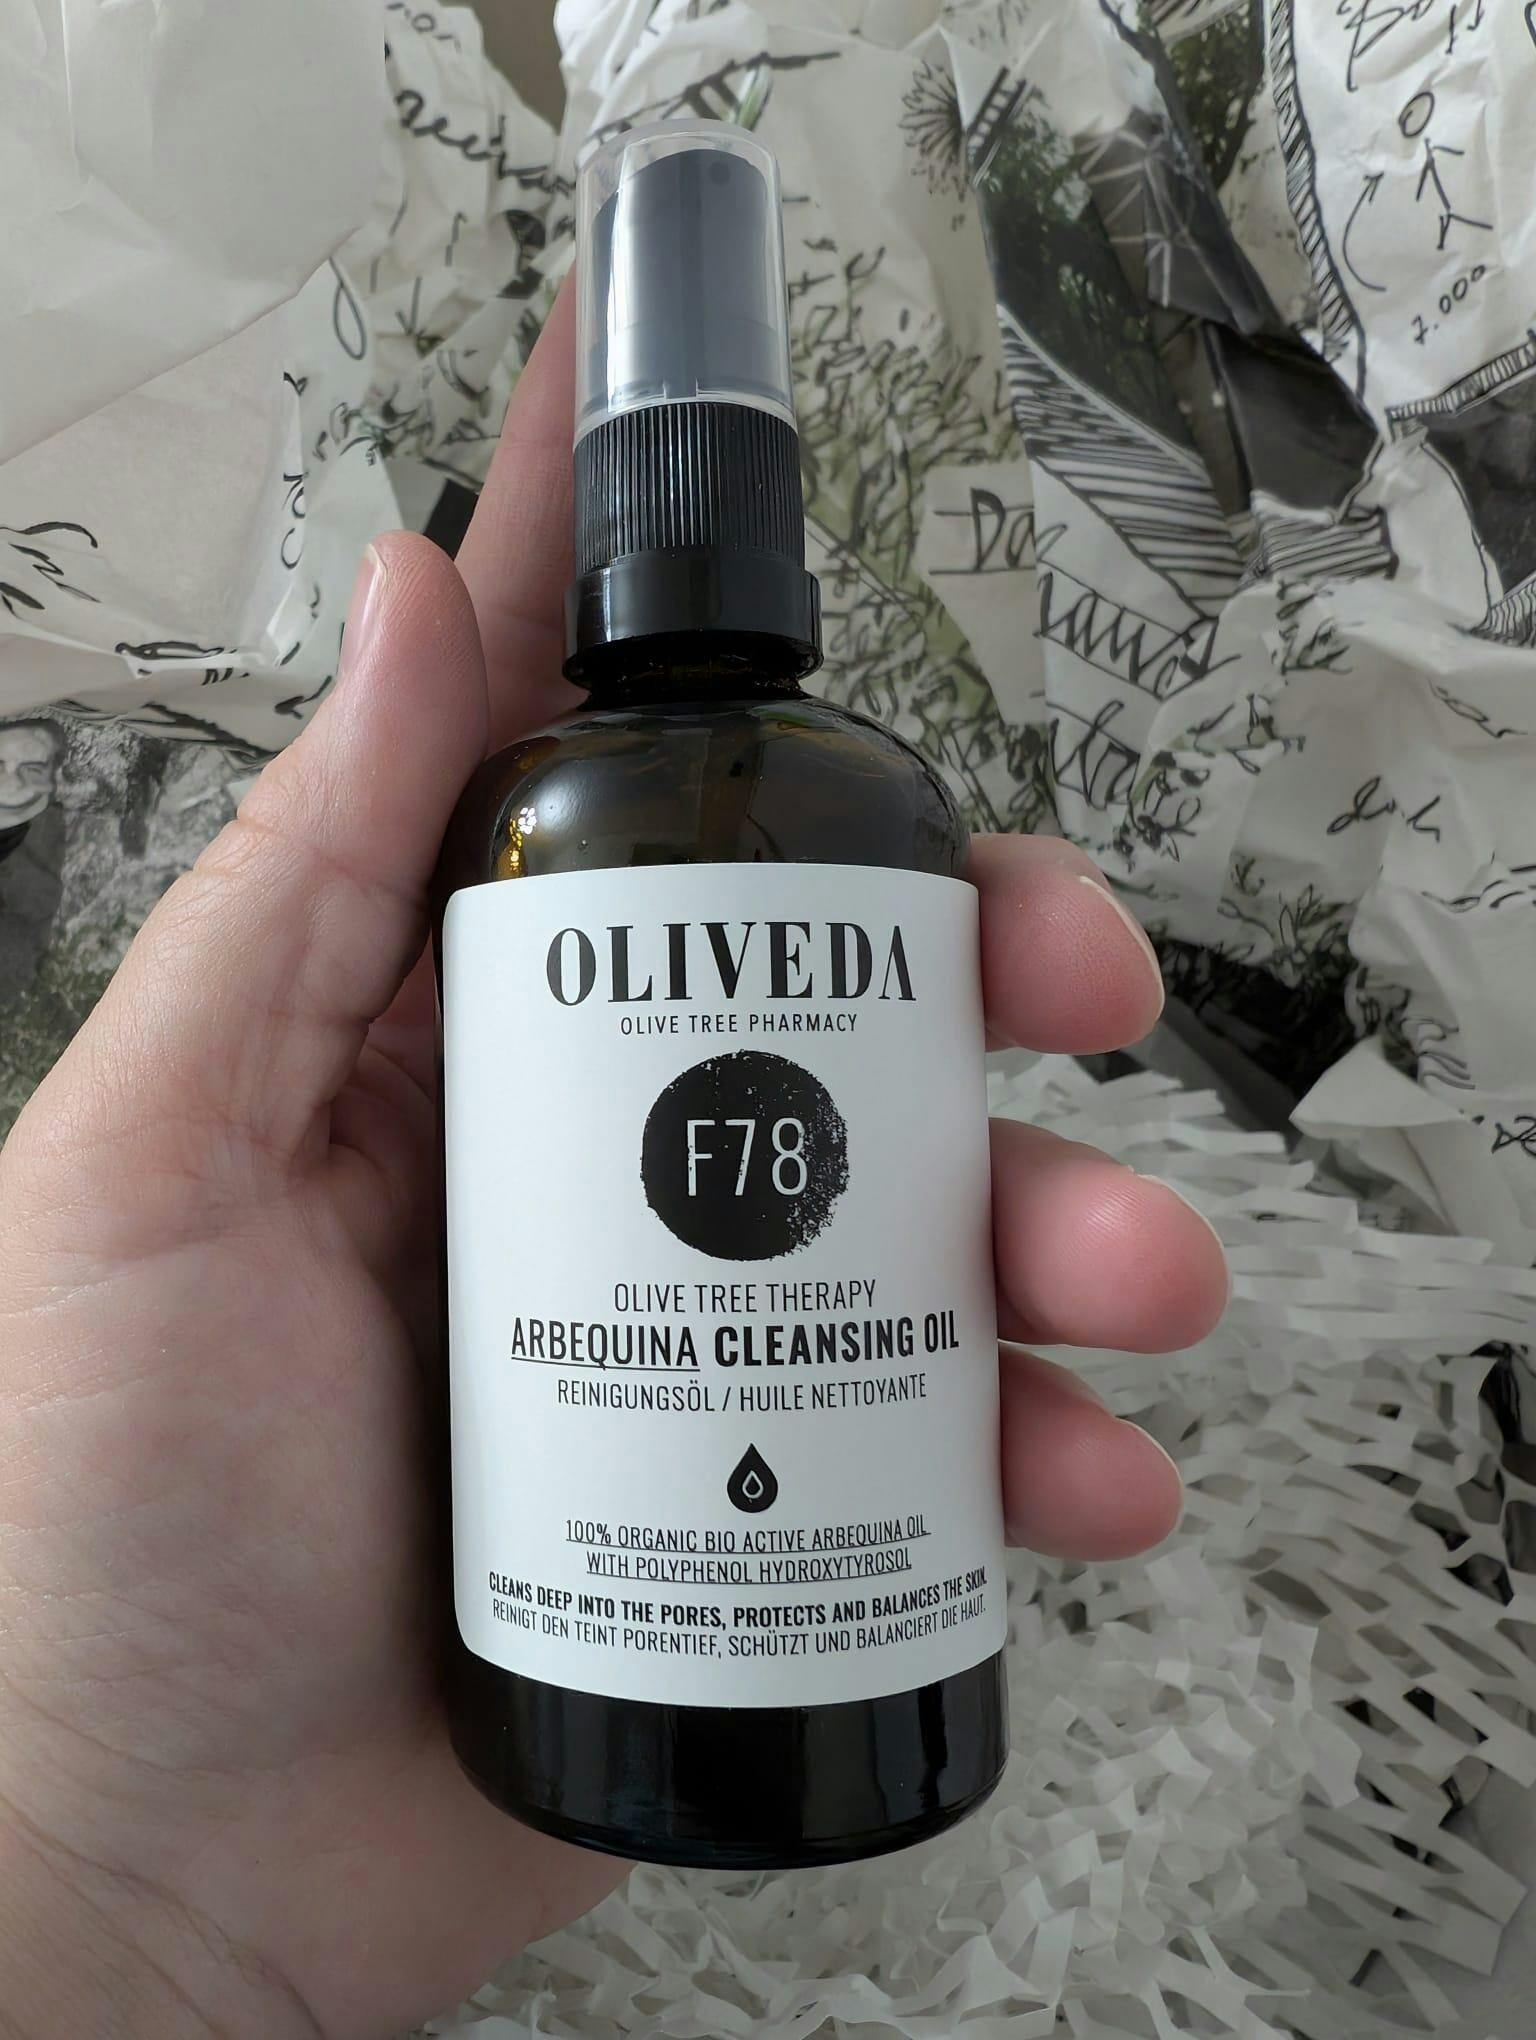 OLIVEDA
OLIVE TREE PHARMACY
F78
OLIVE TREE THERAPY
ARBEQUINA CLEANSING OIL
REINIGUNGSÖL / HUILE NETTOYANTE
100% ORGANIC BIO ACTIVE ARBEQUINA OIL
WITH POLYPHENOL HYDROXYTYROSOL
CLEANS DEEP INTO THE PORES, PROTECTS AND BALANCES THE SKIN.
REINIGT DEN TEINT PORENTIEF, SCHÜTZT UND BALANCIERT DIE HAUT.
7.000